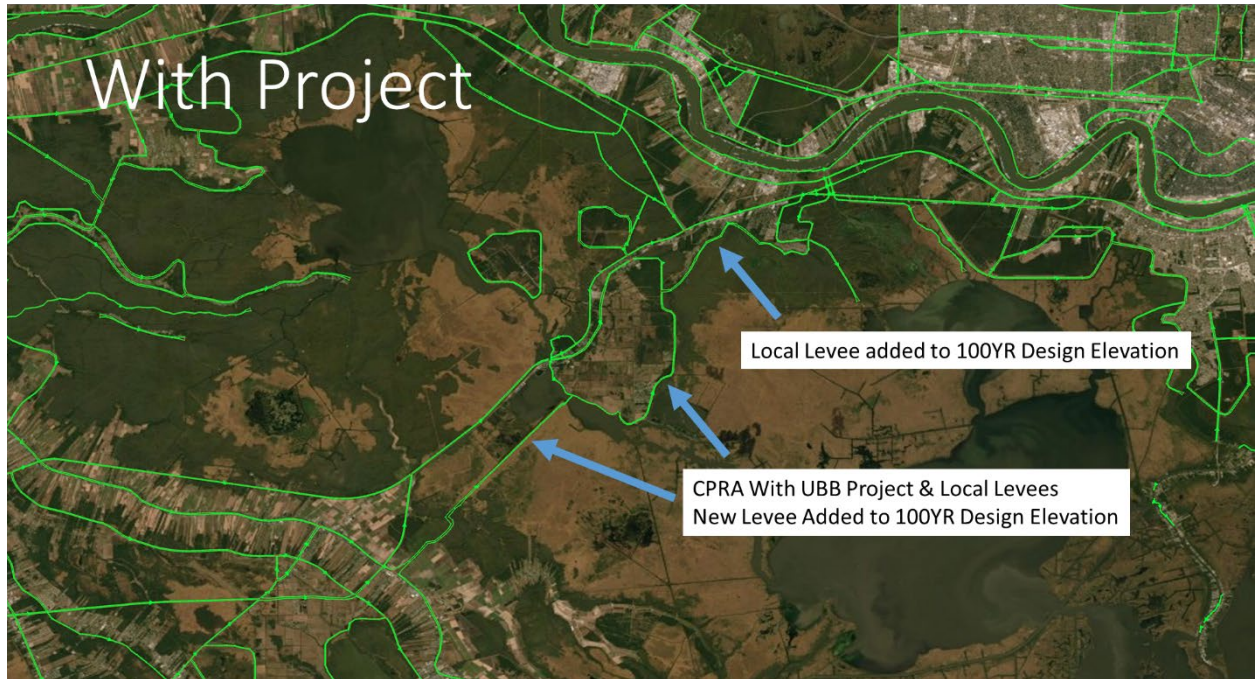 With Project
Local Levee added to 100YR Design Elevation
CPRA With UBB Project & Local Levees
New Levee Added to 100YR Design Elevation